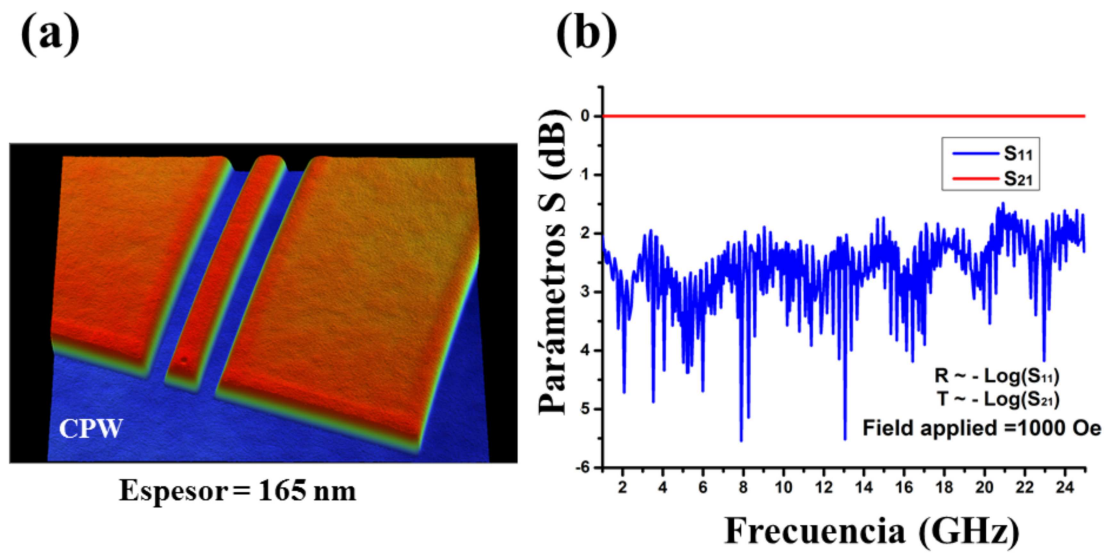 (a)
CPW
Espesor = 165 nm
(b)
Parámetros S (dB)
0
1
2
3
4
5
-6
S11
S21
R ~ - Log(S11)
T ~ - Log(S21)
Field applied =1000 Oe
2 4 6 8 10 12 14 16 18 20 22 24
Frecuencia (GHz)